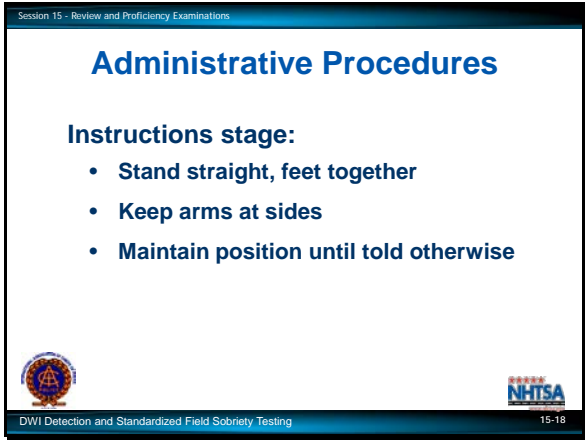 Session 15 - Review and Proficiency Examinations
Administrative Procedures
Instructions stage:
• Stand straight, feet together
• Keep arms at sides
• Maintain position until told otherwise
NHTSA
DWI Detection and Standardized Field Sobriety Testing
15-18